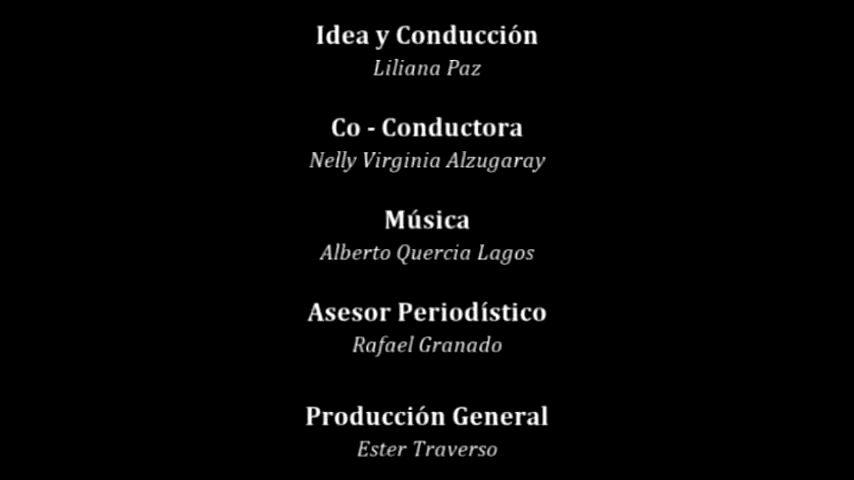 Idea y Conducción
Liliana Paz
Co - Conductora
Nelly Virginia Alzugaray
Música
Alberto Quercia Lagos
Asesor Periodístico
Rafael Granado
Producción General
Ester Traverso